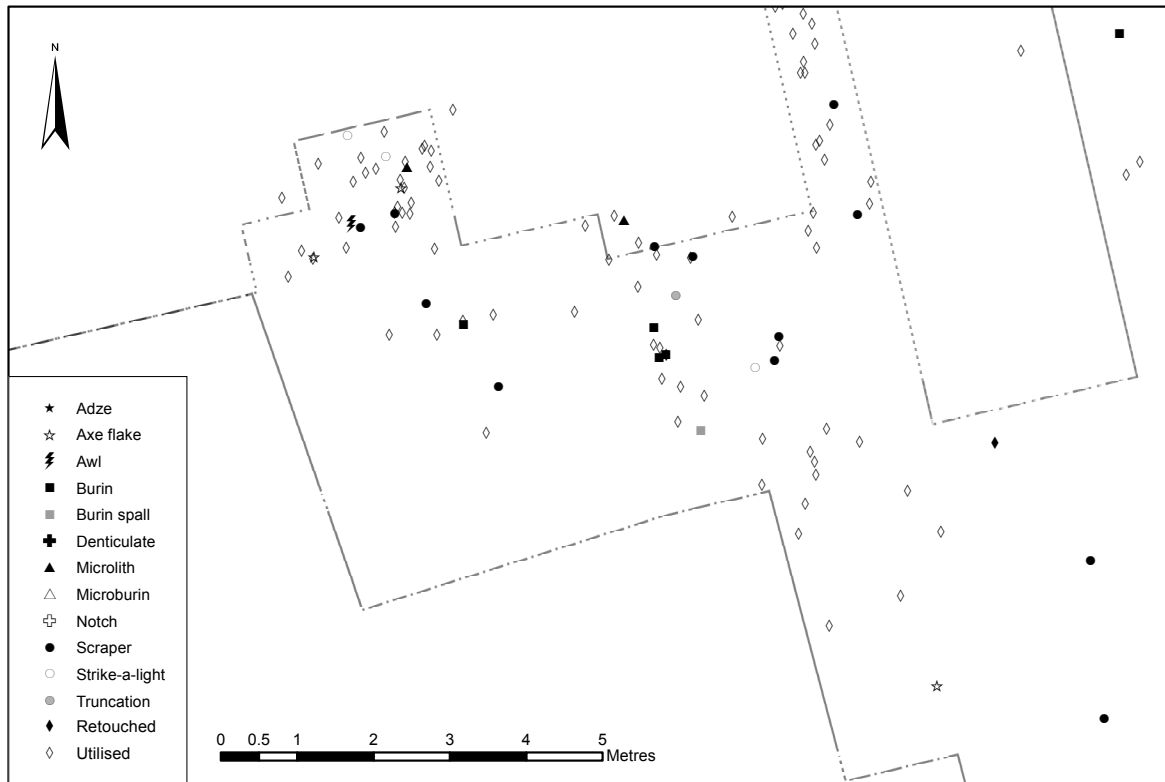 N
Adze
Axe flake
Awl
Burin
Burin spall
Denticulate
Microlith
Microburin
Notch
Scraper
Strike-a-light
Truncation
Retouched
Utilised
0 0.5 1 2 3 4 5
Metres